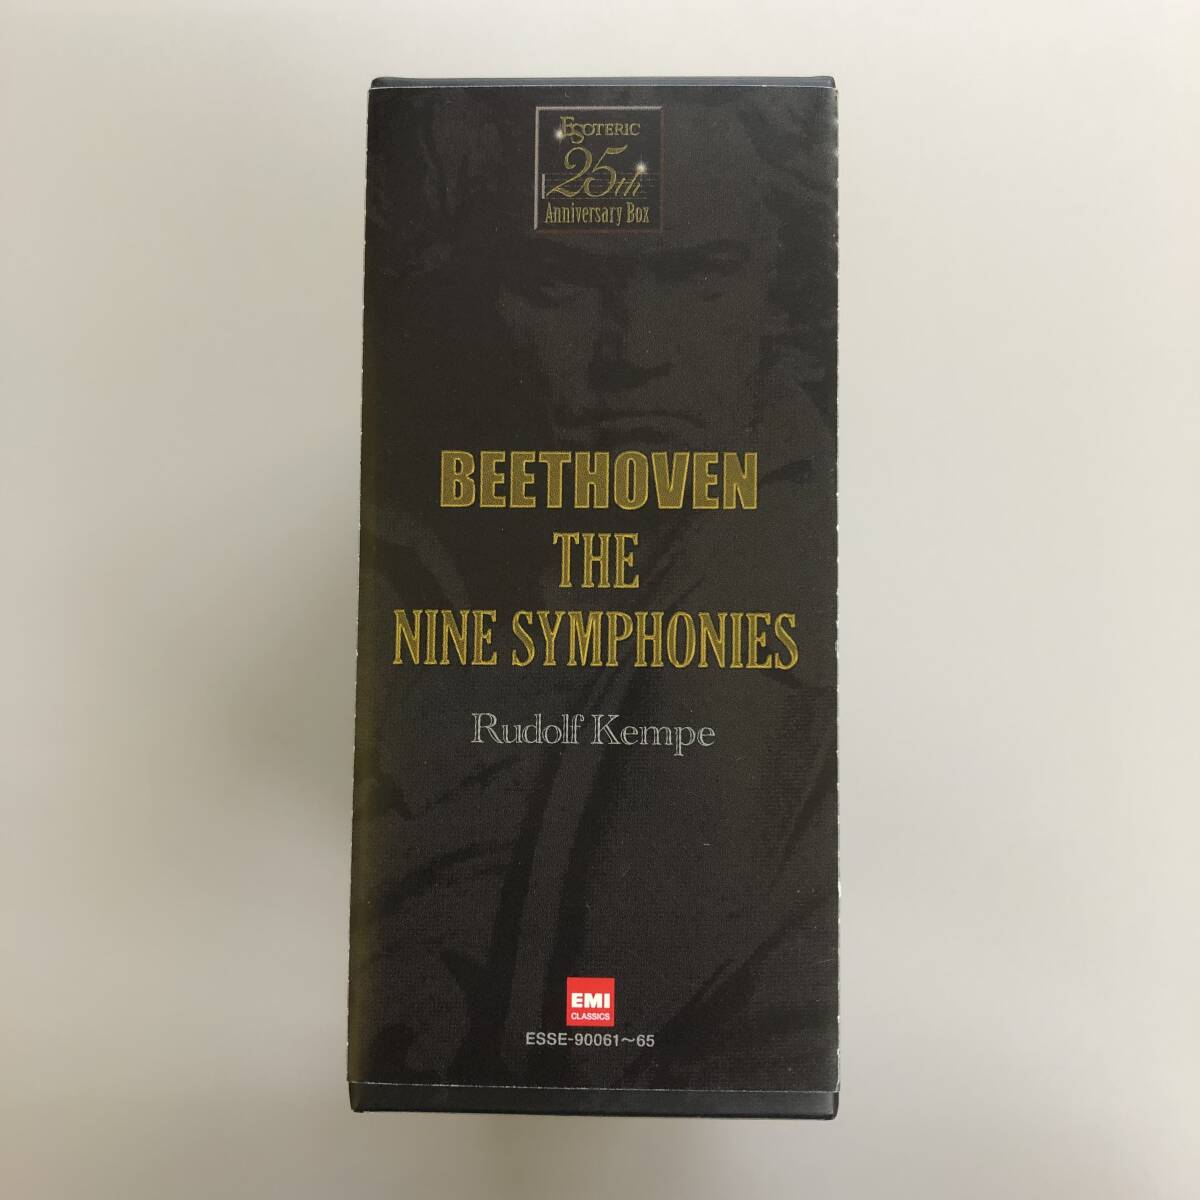 ESOTERIC
25th
Anniversary Box
BEETHOVEN
THE
NINE SYMPHONIES
Rudolf Kempe
EMI
CLASSICS
ESSE-90061~65